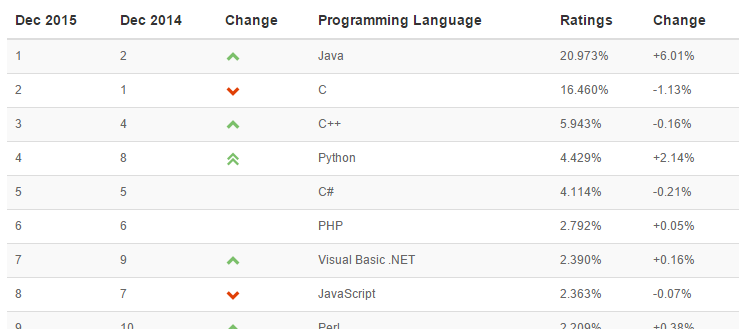 Dec 2015 Dec 2014 Change Programming Language Ratings Change
1 2 Java 20.973% +6.01%
2 1 C 16.460% -1.13%
3 4 C++ 5.943% -0.16%
4 8 Python 4.429% +2.14%
5 5 C# 4.114% -0.21%
6 6 PHP 2.792% +0.05%
7 9 Visual Basic .NET 2.390% +0.16%
8 7 JavaScript 2.363% -0.07%
9 10 Perl 2.209% +0.38%